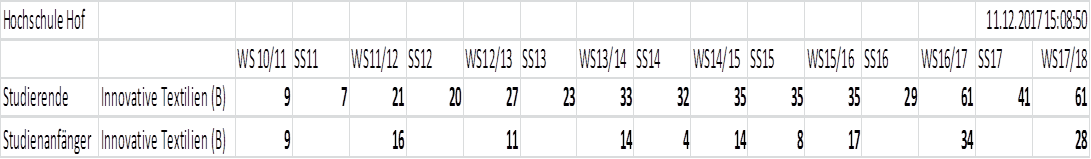 Hochschule Hof 11.12.2017 15:08:50
WS 10/11 SS11 WS11/12 SS12 WS12/13 SS13 WS13/14 SS14 WS14/15 SS15 WS15/16 SS16 WS16/17 SS17 WS17/18
Studierende Innovative Textilien (B) 9 7 21 20 27 23 33 32 35 35 35 29 61 41 61
Studienanfänger Innovative Textilien (B) 9 16 11 14 4 14 8 17 34 28